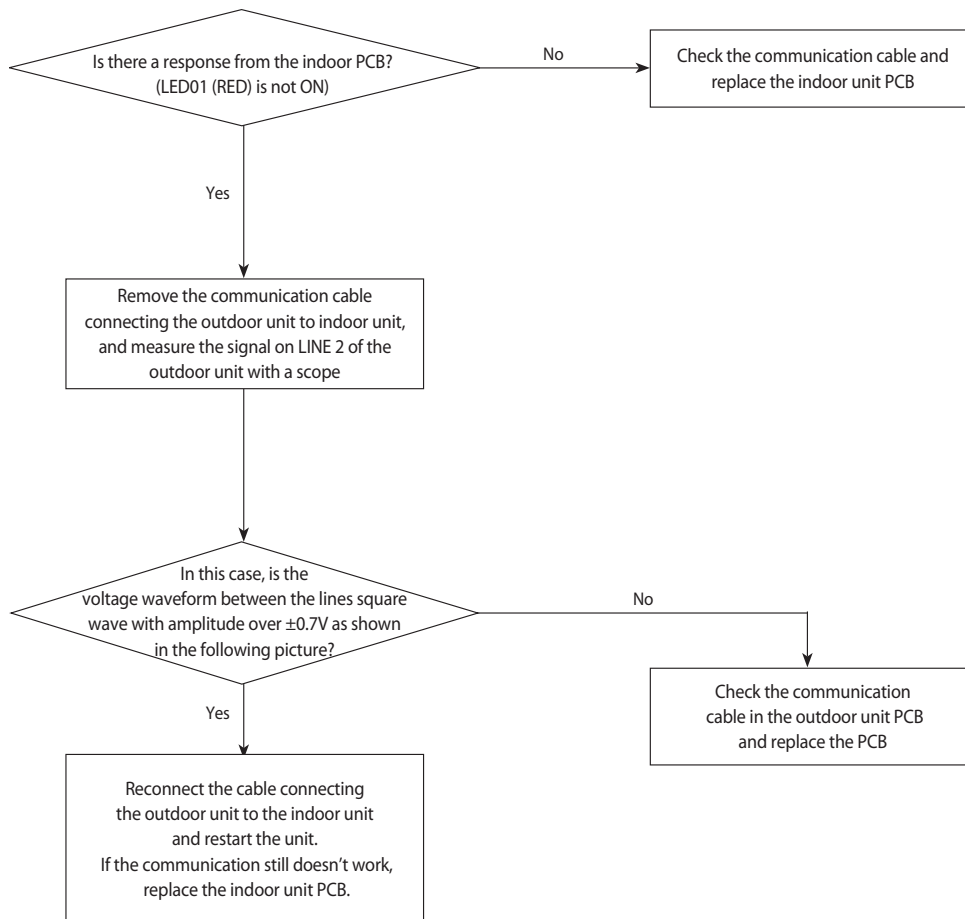 Is there a response from the indoor PCB?
(LED01 (RED) is not ON)
No
Check the communication cable and
replace the indoor unit PCB
Yes
Remove the communication cable
connecting the outdoor unit to indoor unit,
and measure the signal on LINE 2 of the
outdoor unit with a scope
In this case, is the
voltage waveform between the lines square
wave with amplitude over ±0.7V as shown
in the following picture?
No
Check the communication
cable in the outdoor unit PCB
and replace the PCB
Yes
Reconnect the cable connecting
the outdoor unit to the indoor unit
and restart the unit.
If the communication still doesn’t work,
replace the indoor unit PCB.